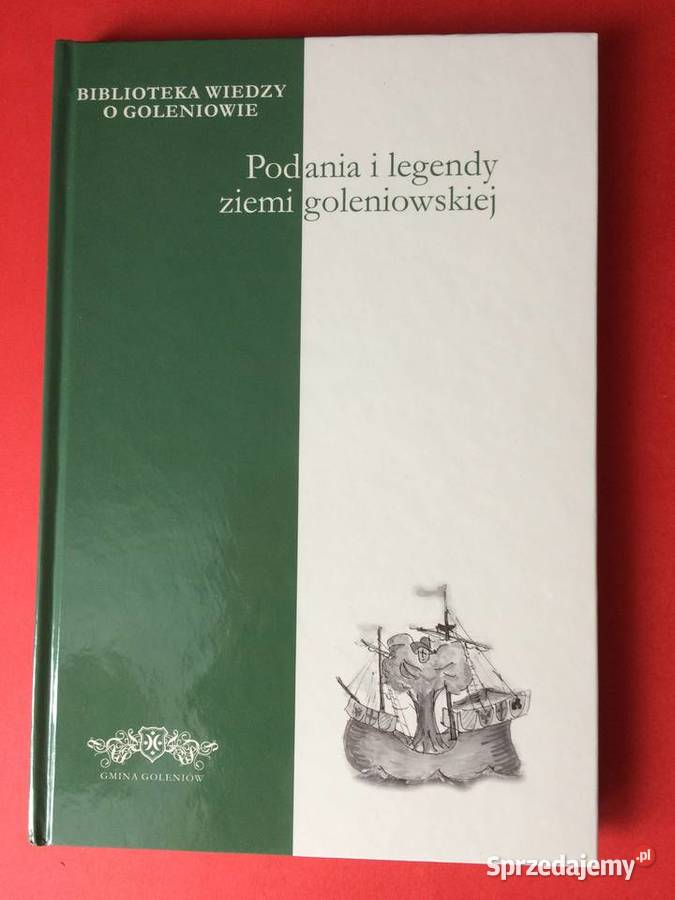 BIBLIOTEKA WIEDZY
O GOLENIOWIE
Podania i legendy
ziemi goleniowskiej
GMINA GOLENIÓW
Sprzedajemy.pl